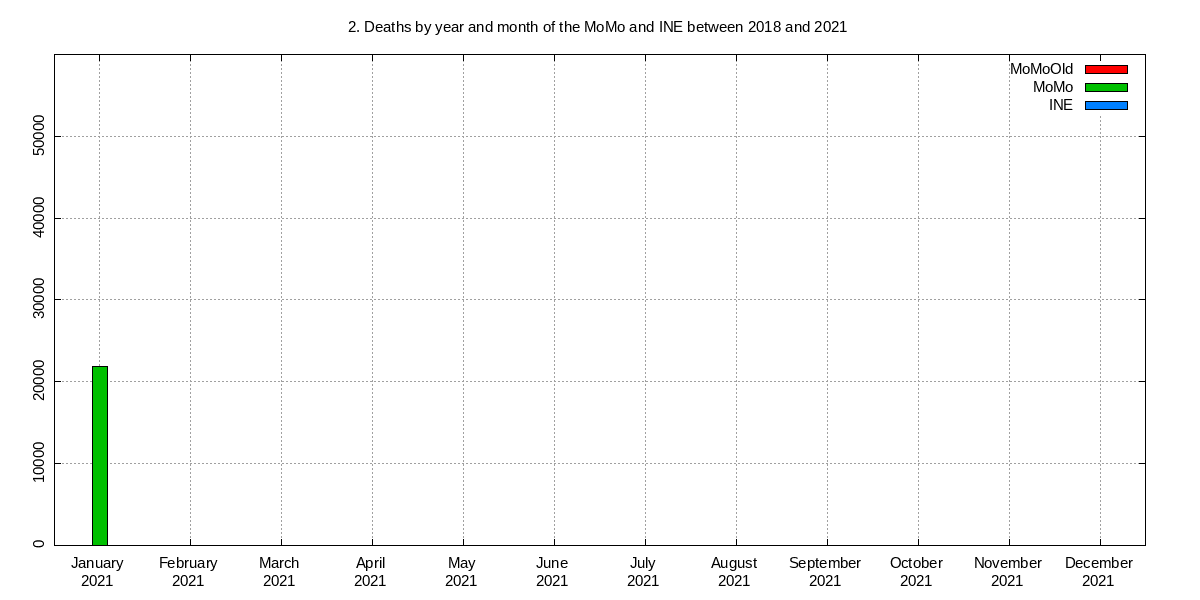 2. Deaths by year and month of the MoMo and INE between 2018 and 2021
MoMoOld
MoMo
INE
50000
40000
30000
20000
10000
0
January February March April May June July August September October November December
2021 2021 2021 2021 2021 2021 2021 2021 2021 2021 2021 2021